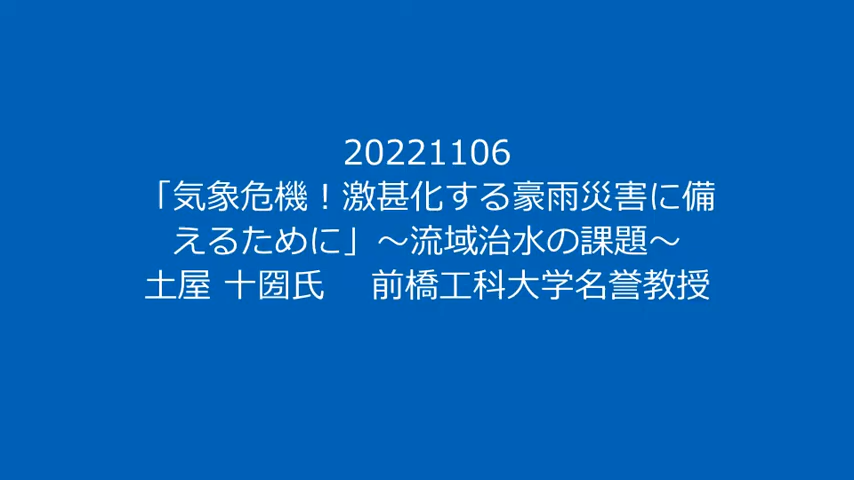 20221106
「気象危機！激甚化する豪雨災害に備
えるために」～流域治水の課題～
土屋 十圀氏　前橋工科大学名誉教授